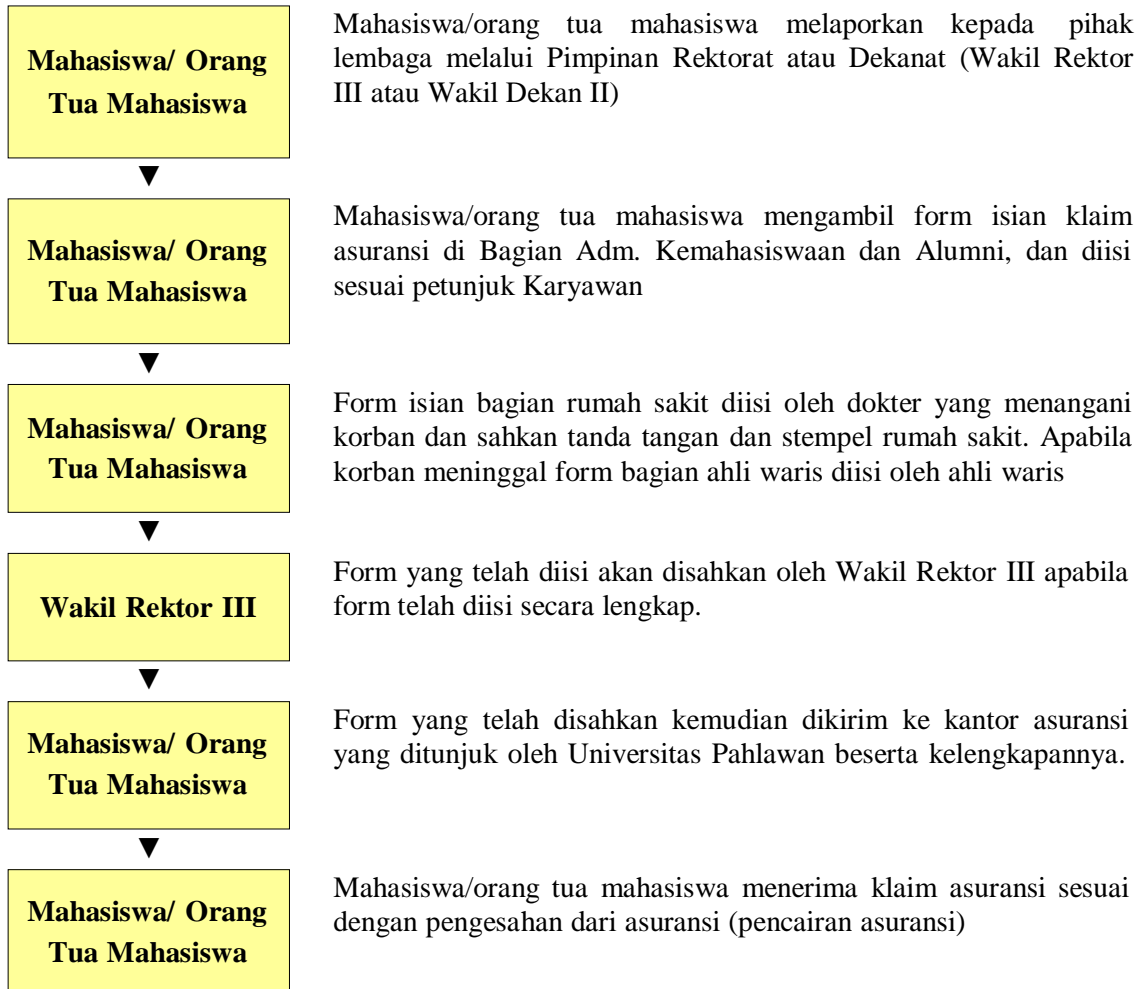 Mahasiswa/ Orang
Tua Mahasiswa
Mahasiswa/orang tua mahasiswa melaporkan kepada pihak
lembaga melalui Pimpinan Rektorat atau Dekanat (Wakil Rektor
III atau Wakil Dekan II)
Mahasiswa/ Orang
Tua Mahasiswa
Mahasiswa/orang tua mahasiswa mengambil form isian klaim
asuransi di Bagian Adm. Kemahasiswaan dan Alumni, dan diisi
sesuai petunjuk Karyawan
Mahasiswa/ Orang
Tua Mahasiswa
Form isian bagian rumah sakit diisi oleh dokter yang menangani
korban dan sahkan tanda tangan dan stempel rumah sakit. Apabila
korban meninggal form bagian ahli waris diisi oleh ahli waris
Wakil Rektor III
Form yang telah diisi akan disahkan oleh Wakil Rektor III apabila
form telah diisi secara lengkap.
Mahasiswa/ Orang
Tua Mahasiswa
Form yang telah disahkan kemudian dikirim ke kantor asuransi
yang ditunjuk oleh Universitas Pahlawan beserta kelengkapannya.
Mahasiswa/ Orang
Tua Mahasiswa
Mahasiswa/orang tua mahasiswa menerima klaim asuransi sesuai
dengan pengesahan dari asuransi (pencairan asuransi)